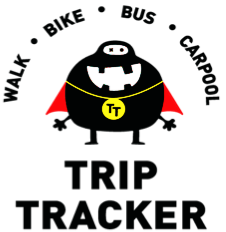 WALK • BIKE • BUS • CARPOOL
TT
TRIP
TRACKER